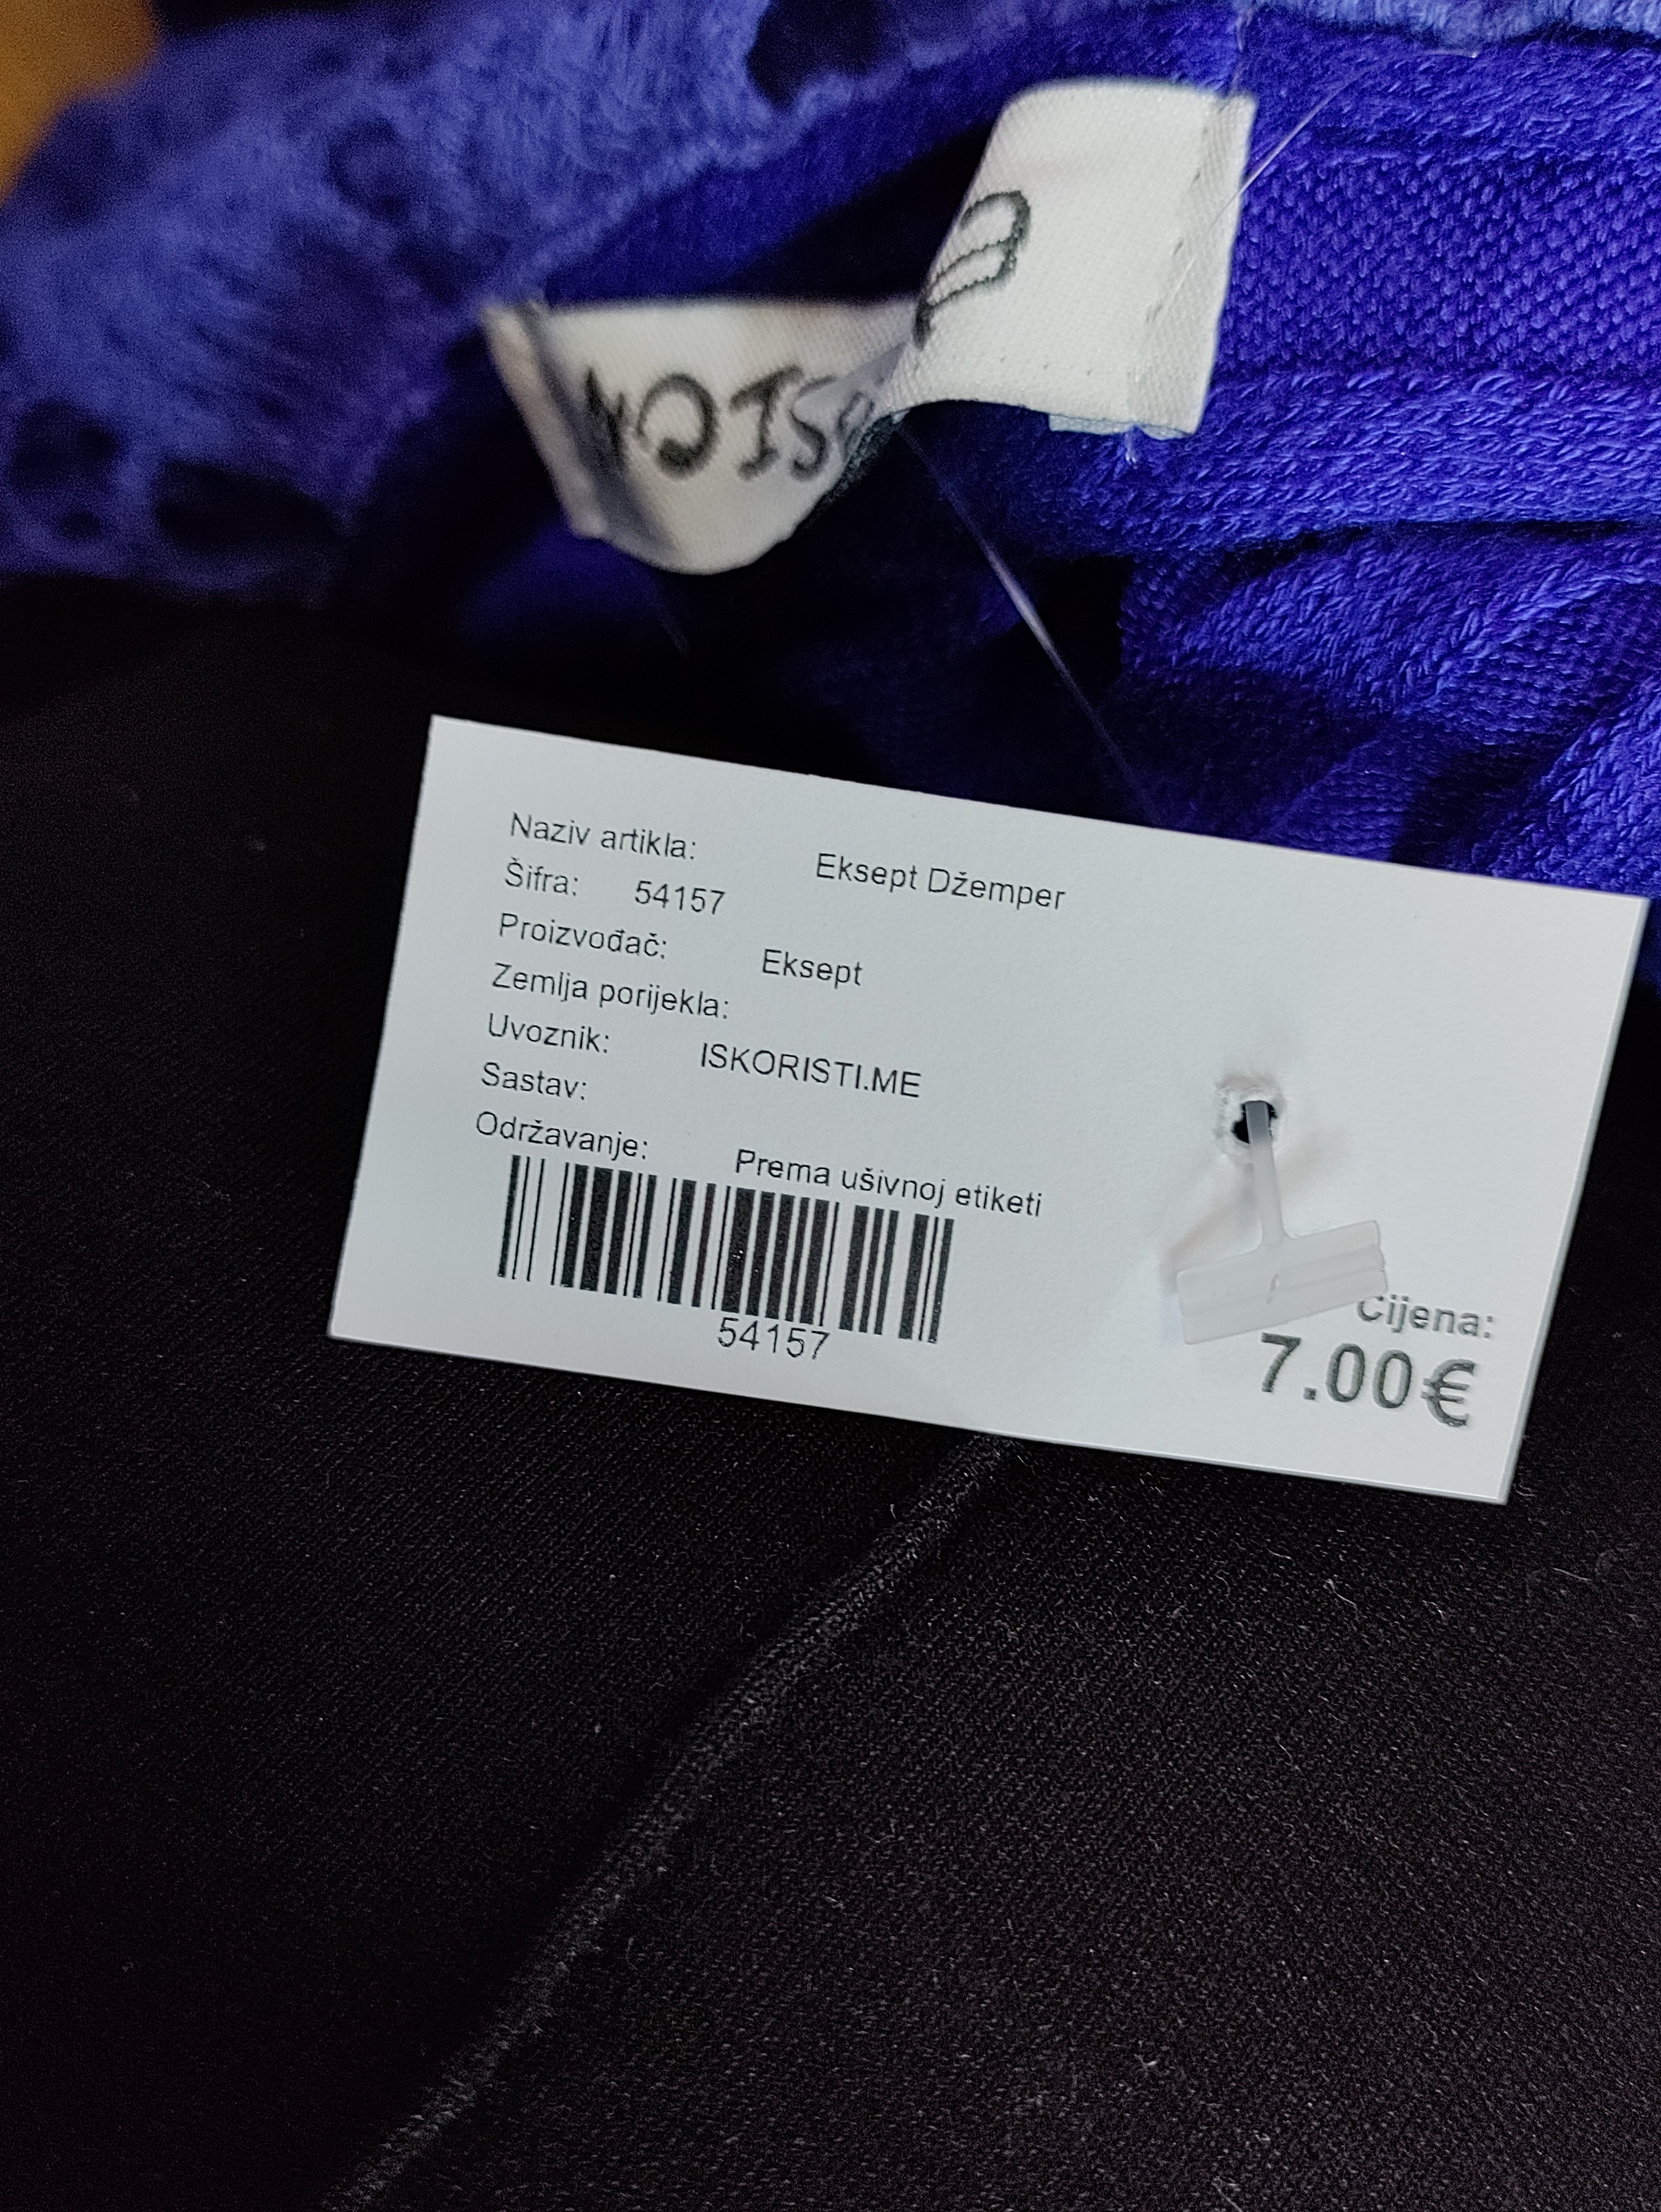 Naziv artikla: Eksept Džemper
Šifra: 54157
Proizvođač: Eksept
Zemlja porijekla:
Uvoznik: ISKORISTI.ME
Sastav:
Održavanje: Prema ušivnoj etiketi
54157
Cijena:
7.00€